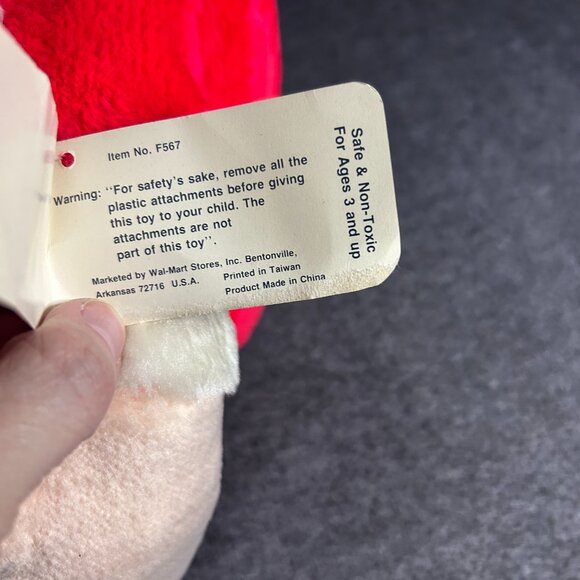 Item No. F567
Warning: "For safety's sake, remove all the
plastic attachments before giving
this toy to your child. The
attachments are not
part of this toy".
Marketed by Wal-Mart Stores, Inc. Bentonville,
Arkansas 72716 U.S.A. Printed in Taiwan
Product Made in China
Safe & Non-Toxic
For Ages 3 and up